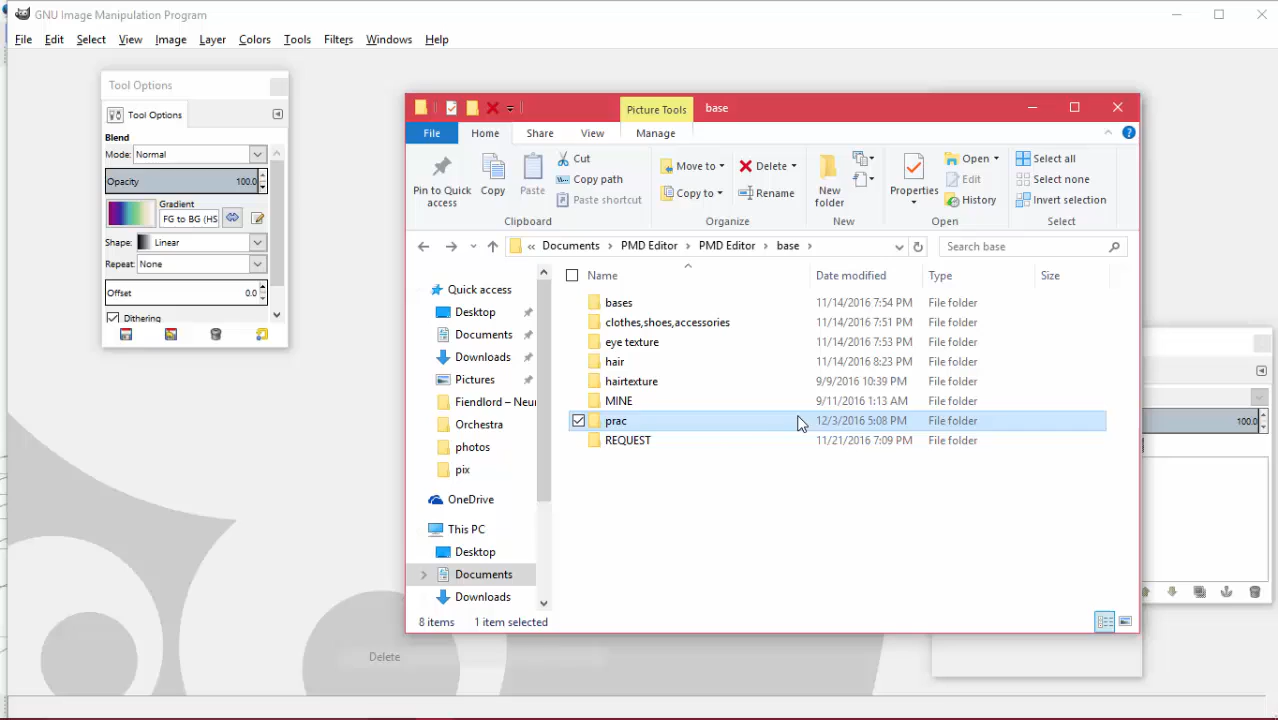 GNU Image Manipulation Program
File Edit Select View Image Layer Colors Tools Filters Windows Help
Tool Options
Tool Options
Blend
Mode: Normal
Opacity 100.0
Gradient
FG to BG (HS
Shape: Linear
Repeat: None
Offset 0.0
Dithering
Picture Tools base
File Home Share View Manage
Pin to Quick access
Copy
Paste
Cut
Copy path
Paste shortcut
Clipboard
Move to
Copy to
Delete
Rename
Organize
New folder
New
Properties
Open
Edit
History
Open
Select all
Select none
Invert selection
Select
« Documents PMD Editor PMD Editor base
Search base
Quick access
Desktop
Documents
Downloads
Pictures
Fiendlord – Neu
Orchestra
photos
pix
OneDrive
This PC
Desktop
Documents
Downloads
Name Date modified Type Size
bases 11/14/2016 7:54 PM File folder
clothes,shoes,accessories 11/14/2016 7:51 PM File folder
eye texture 11/14/2016 7:53 PM File folder
hair 11/14/2016 8:23 PM File folder
hairtexture 9/9/2016 10:39 PM File folder
MINE 9/11/2016 1:13 AM File folder
prac 12/3/2016 5:08 PM File folder
REQUEST 11/21/2016 7:09 PM File folder
8 items 1 item selected
100.0
Delete